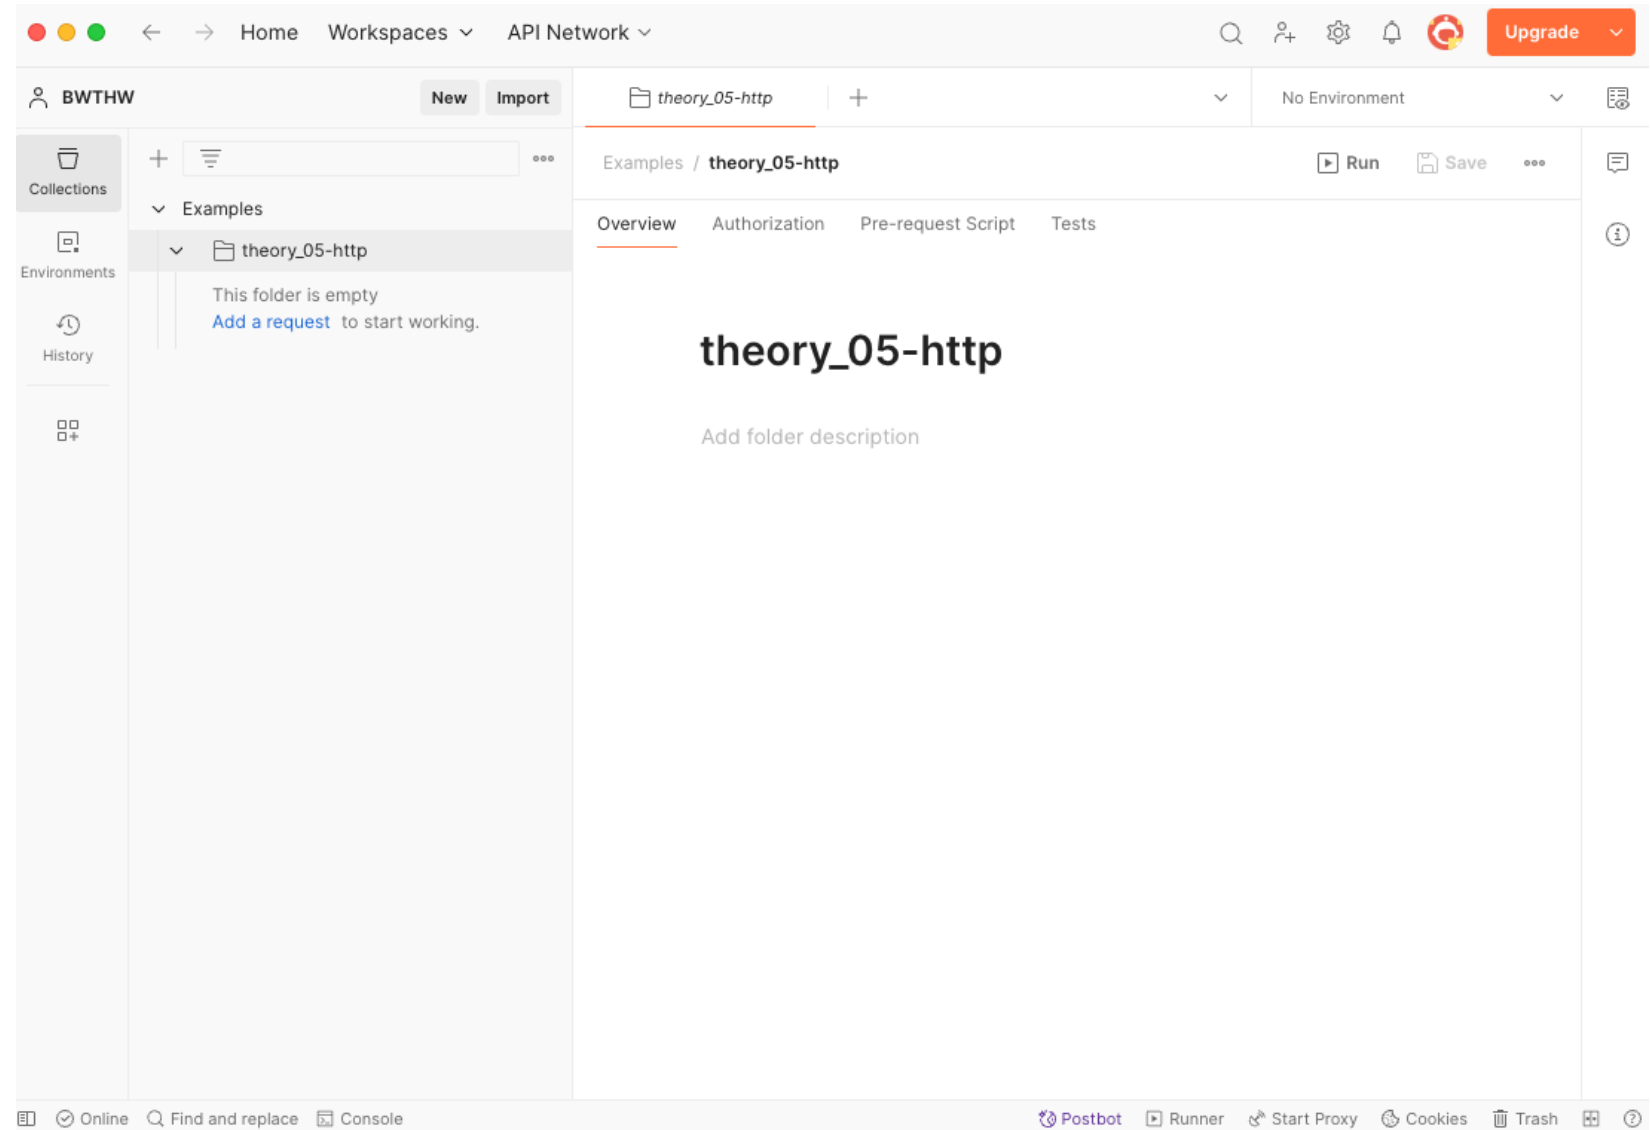 Home Workspaces API Network Upgrade
BWTHW New Import theory_05-http No Environment
Collections
Environments
History
Examples
theory_05-http
This folder is empty
Add a request to start working.
Examples / theory_05-http Run Save
Overview Authorization Pre-request Script Tests
theory_05-http
Add folder description
Online Find and replace Console Postbot Runner Start Proxy Cookies Trash